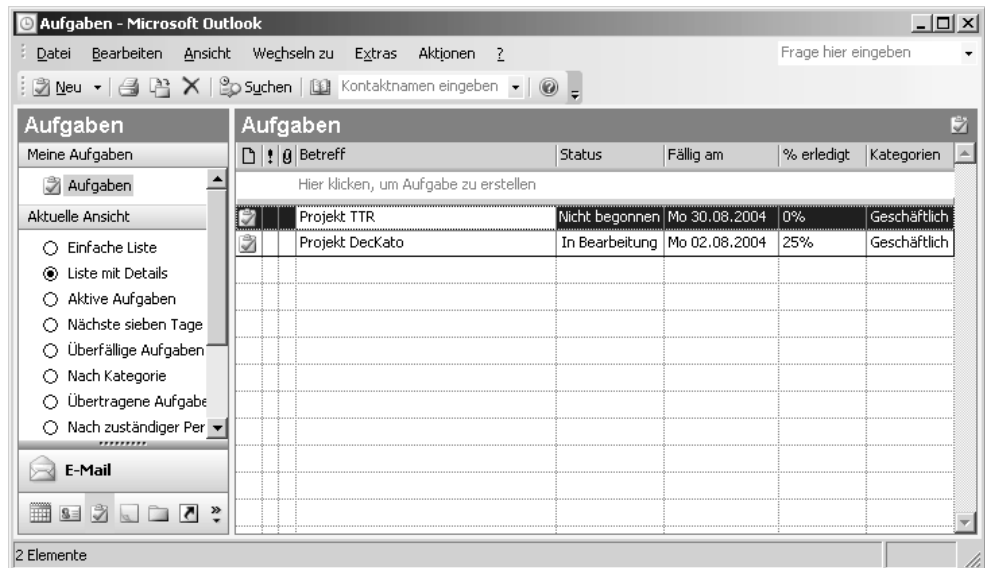 Aufgaben - Microsoft Outlook
Datei Bearbeiten Ansicht Wechseln zu Extras Aktionen ? Frage hier eingeben
Neu Suchen Kontaktnamen eingeben
Aufgaben
Meine Aufgaben
Aufgaben
Aktuelle Ansicht
Einfache Liste
Liste mit Details
Aktive Aufgaben
Nächste sieben Tage
Überfällige Aufgaben
Nach Kategorie
Übertragene Aufgabe
Nach zuständiger Per
E-Mail
Aufgaben
Betreff Status Fällig am % erledigt Kategorien
Hier klicken, um Aufgabe zu erstellen
Projekt TTR Nicht begonnen Mo 30.08.2004 0% Geschäftlich
Projekt DecKato In Bearbeitung Mo 02.08.2004 25% Geschäftlich
2 Elemente